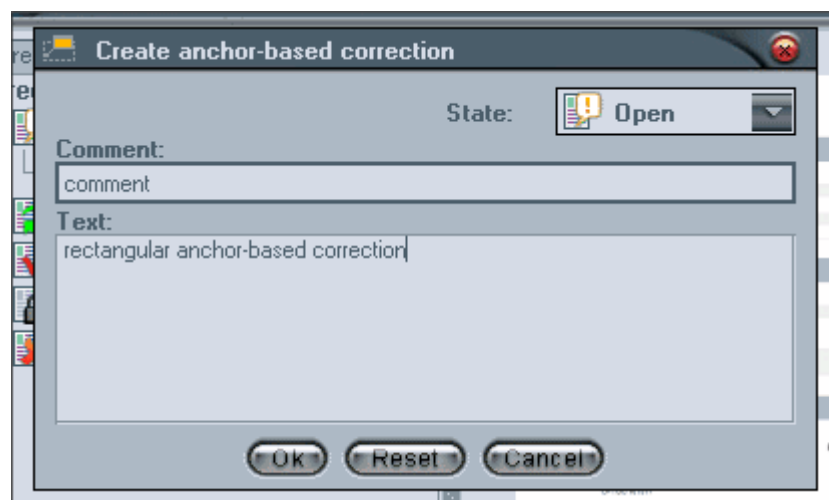 Create anchor-based correction
State: Open
Comment:
comment
Text:
rectangular anchor-based correction
Ok Reset Cancel